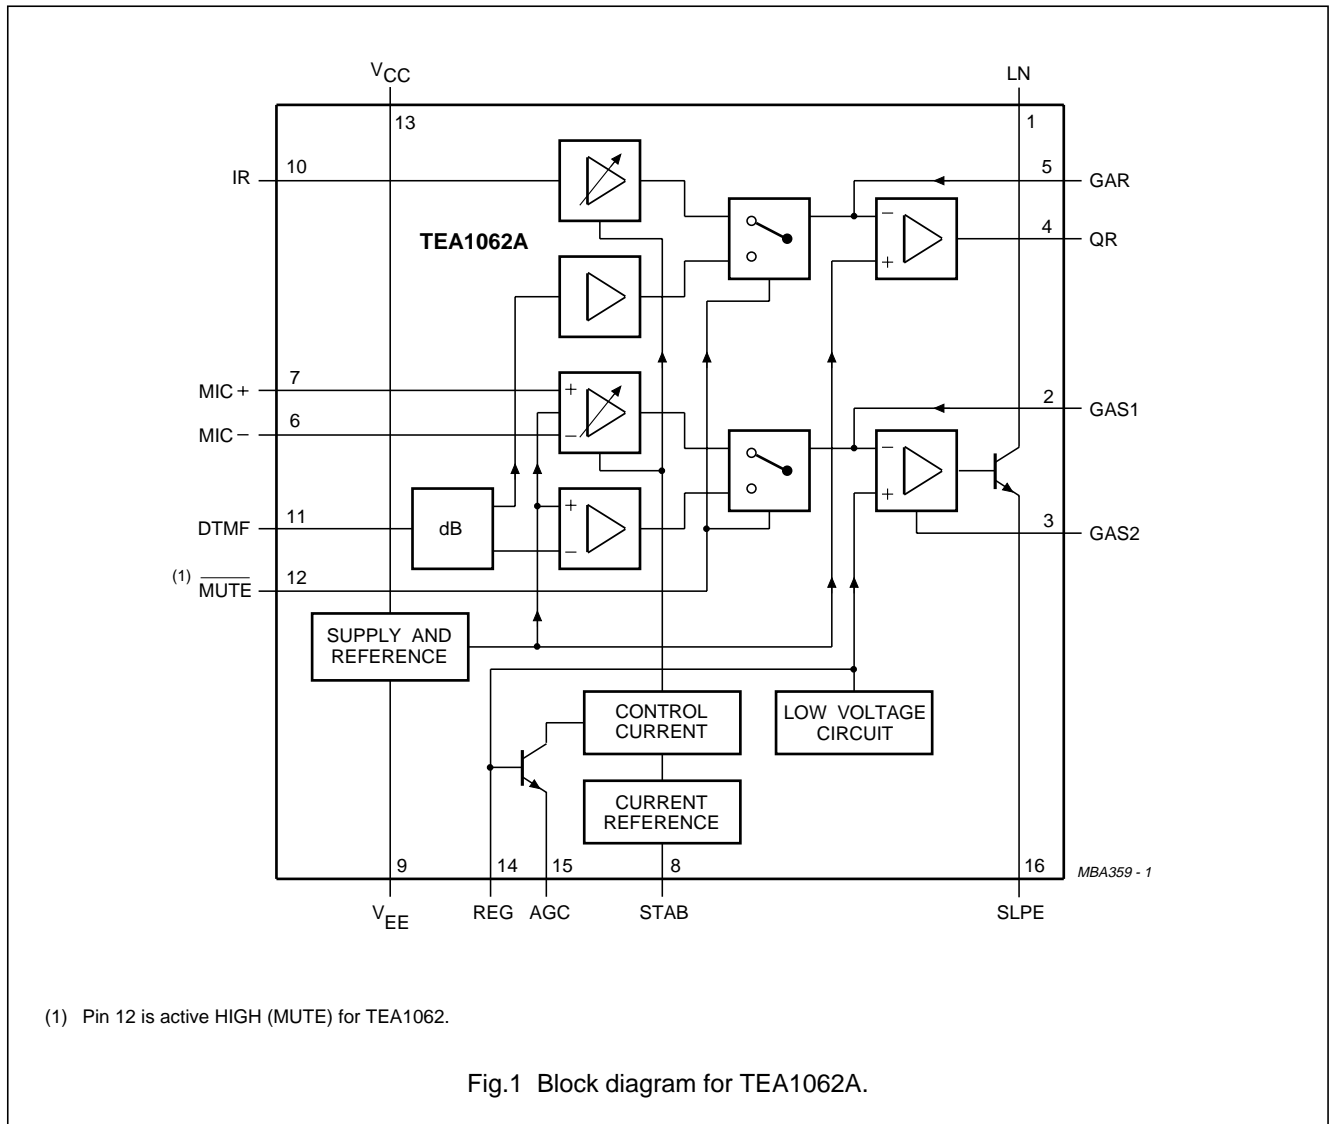 VCC
LN
13
1
IR
10
5
GAR
TEA1062A
−
+
4
QR
MIC+
7
MIC−
6
+
−
2
GAS1
−
+
3
GAS2
DTMF
11
dB
+
−
(1) MUTE
12
SUPPLY AND
REFERENCE
CONTROL
CURRENT
LOW VOLTAGE
CIRCUIT
CURRENT
REFERENCE
9
14
15
8
16
MBA359 - 1
VEE
REG
AGC
STAB
SLPE
(1) Pin 12 is active HIGH (MUTE) for TEA1062.
Fig.1 Block diagram for TEA1062A.